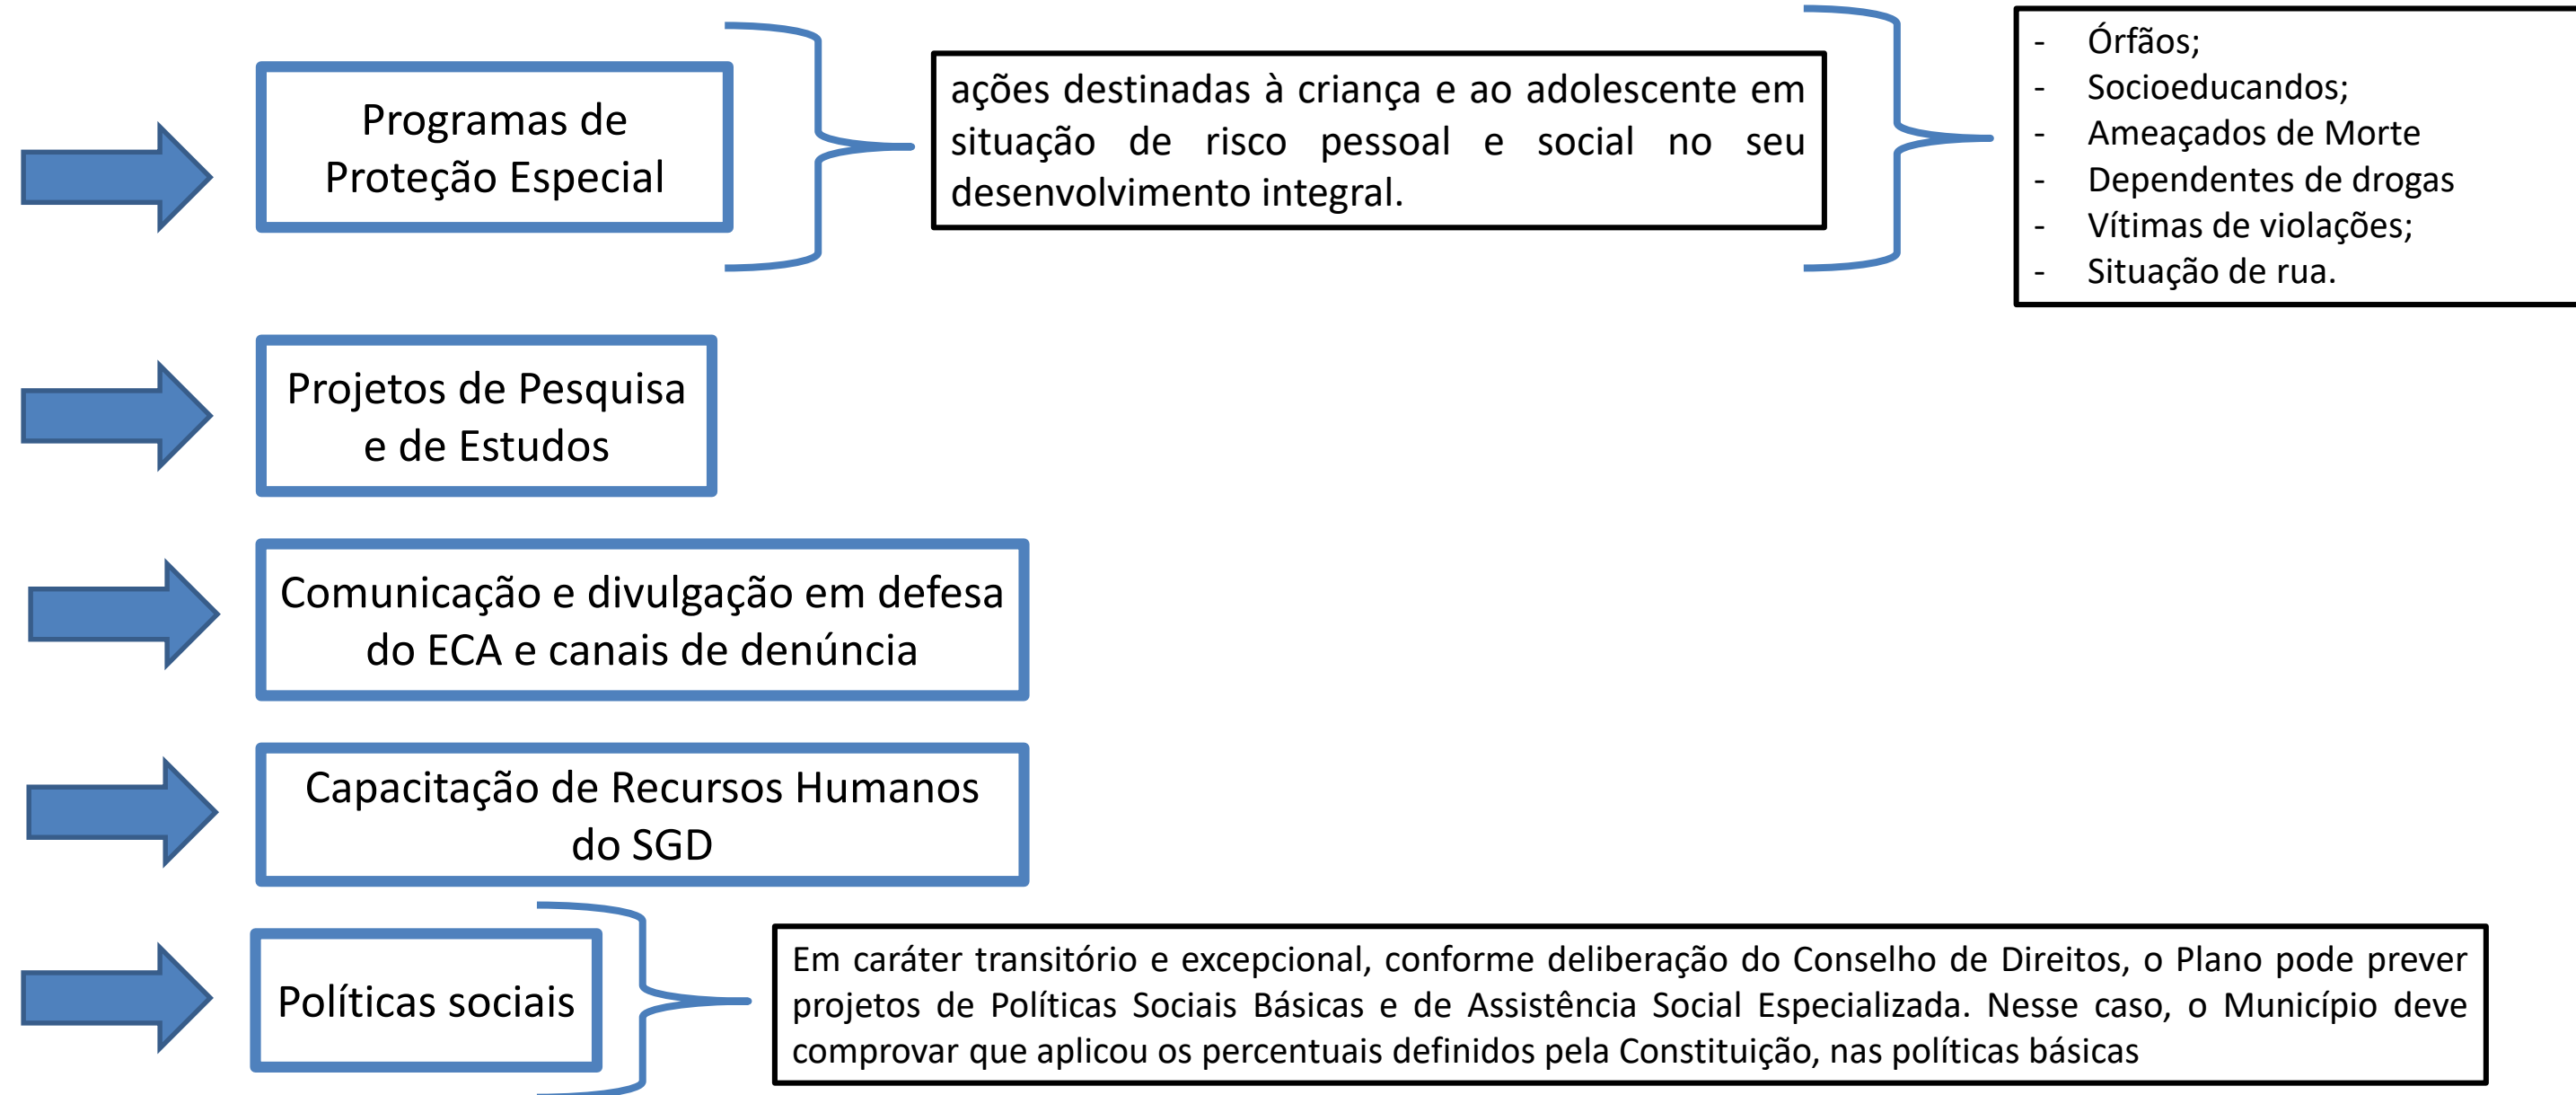 Programas de
Proteção Especial
ações destinadas à criança e ao adolescente em
situação de risco pessoal e social no seu
desenvolvimento integral.
- Órfãos;
- Socioeducandos;
- Ameaçados de Morte
- Dependentes de drogas
- Vítimas de violações;
- Situação de rua.
Projetos de Pesquisa
e de Estudos
Comunicação e divulgação em defesa
do ECA e canais de denúncia
Capacitação de Recursos Humanos
do SGD
Políticas sociais
Em caráter transitório e excepcional, conforme deliberação do Conselho de Direitos, o Plano pode prever
projetos de Políticas Sociais Básicas e de Assistência Social Especializada. Nesse caso, o Município deve
comprovar que aplicou os percentuais definidos pela Constituição, nas políticas básicas